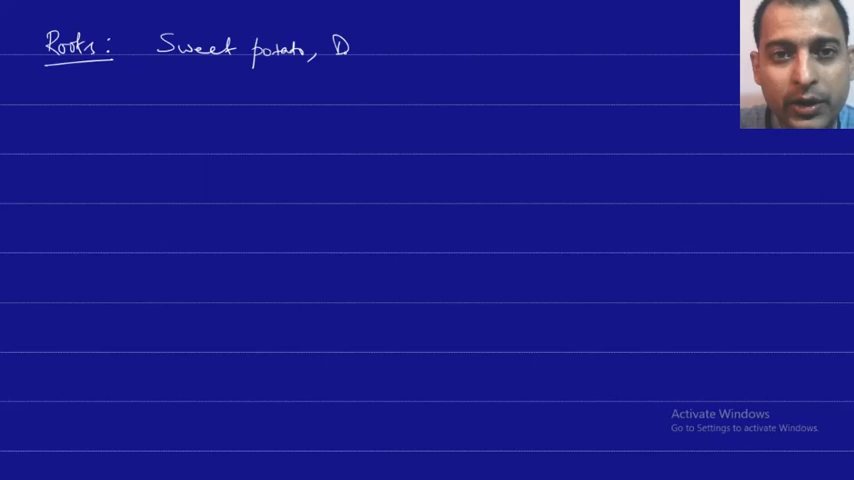 Roots: Sweet potato, D
Activate Windows
Go to Settings to activate Windows.